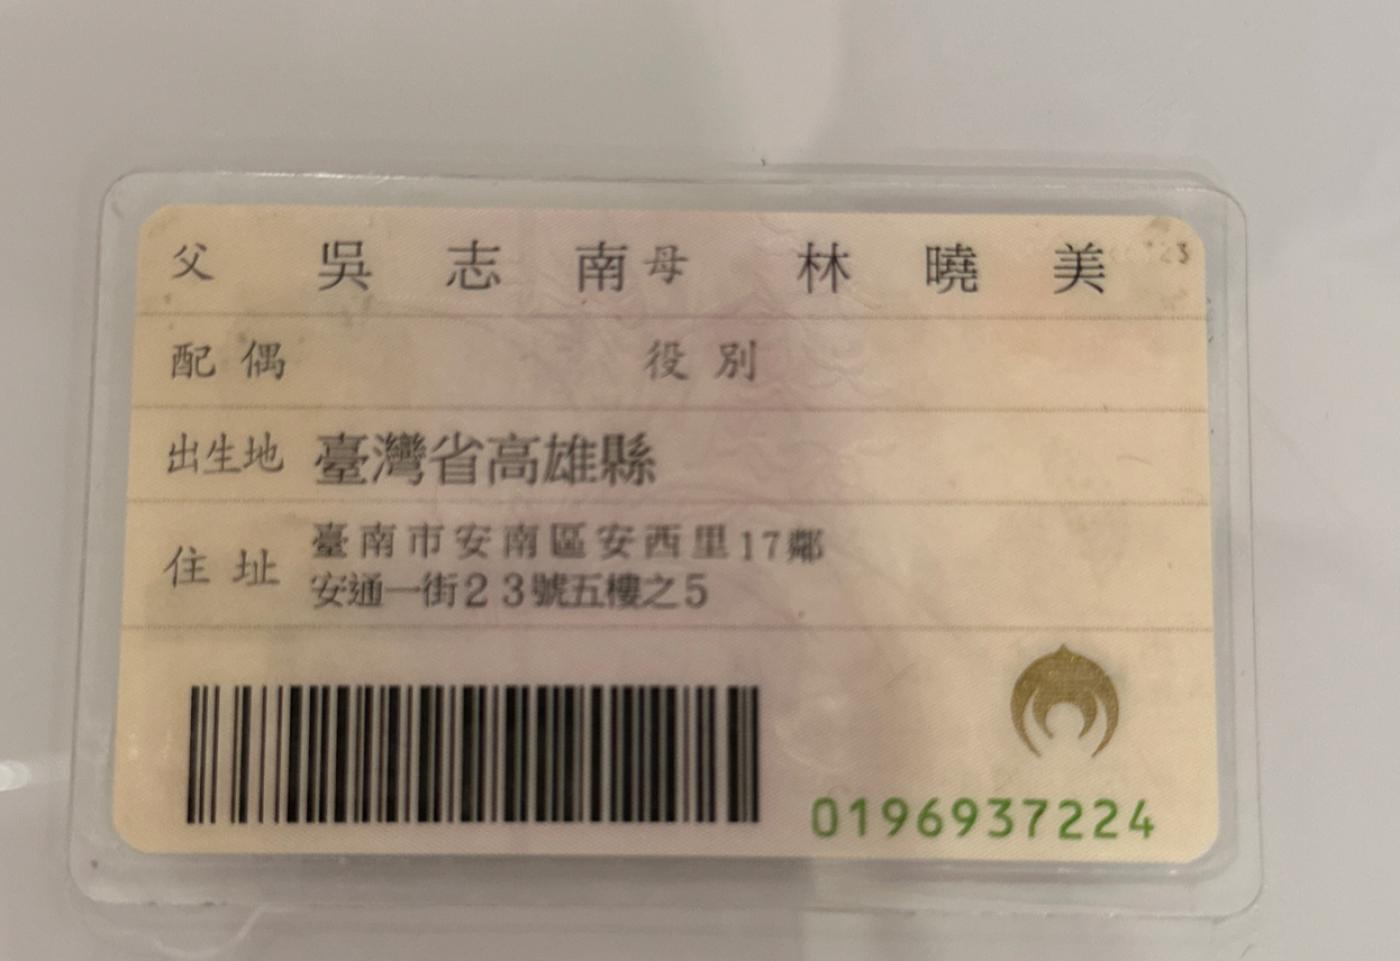 父 吳志南 母 林曉美
配偶 役別
出生地 臺灣省高雄縣
住址 臺南市安南區安西里17鄰
安通一街23號五樓之5
0196937224